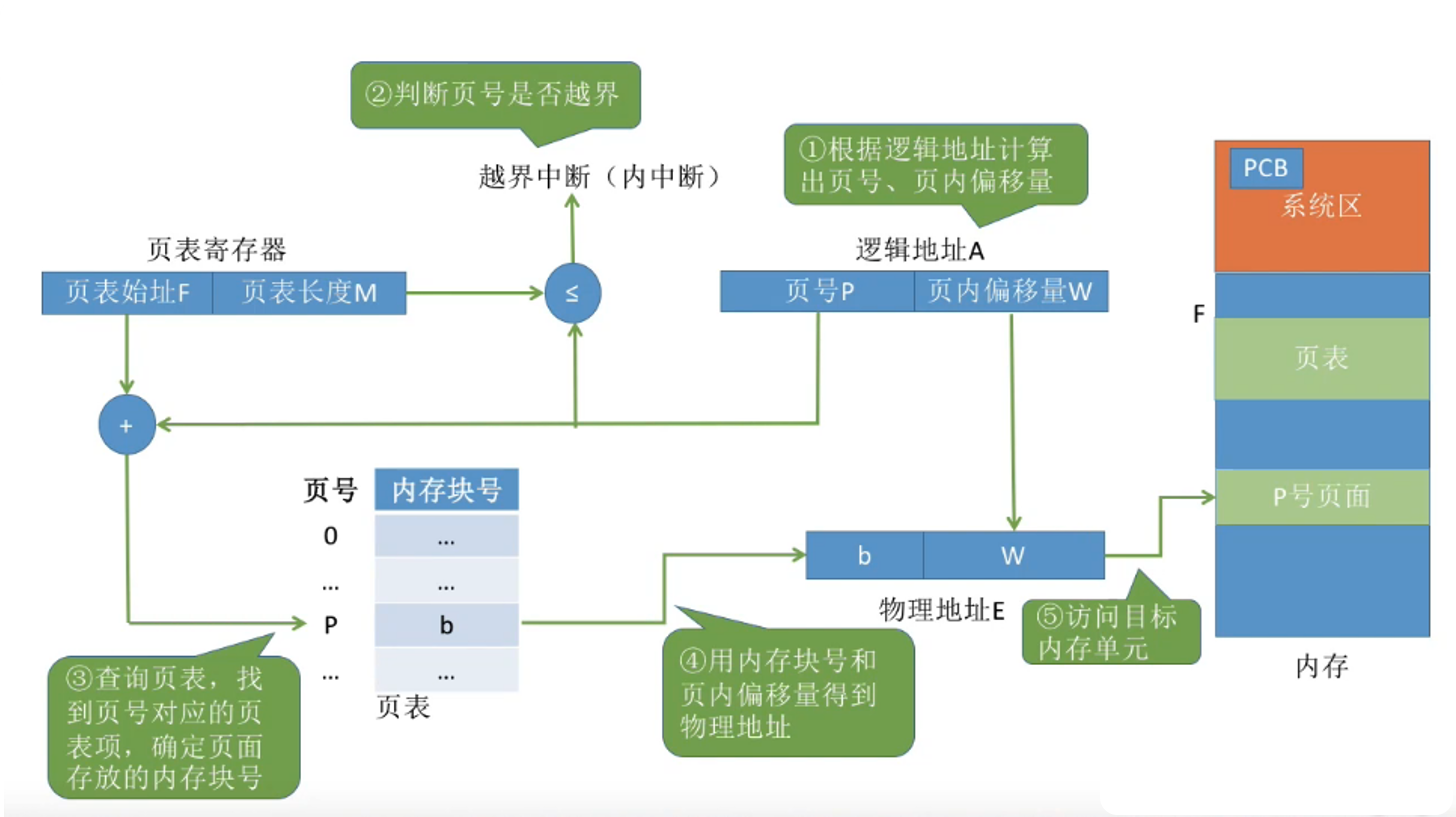 ②判断页号是否越界
越界中断（内中断）
①根据逻辑地址计算
出页号、页内偏移量
PCB
系统区
页表寄存器
页表始址F
页表长度M
≤
逻辑地址A
页号P
页内偏移量W
F
页表
+
P号页面
页号
内存块号
0
...
...
...
P
b
...
...
页表
b
W
物理地址E
⑤访问目标
内存单元
内存
③查询页表，找
到页号对应的页
表项，确定页面
存放的内存块号
④用内存块号和
页内偏移量得到
物理地址